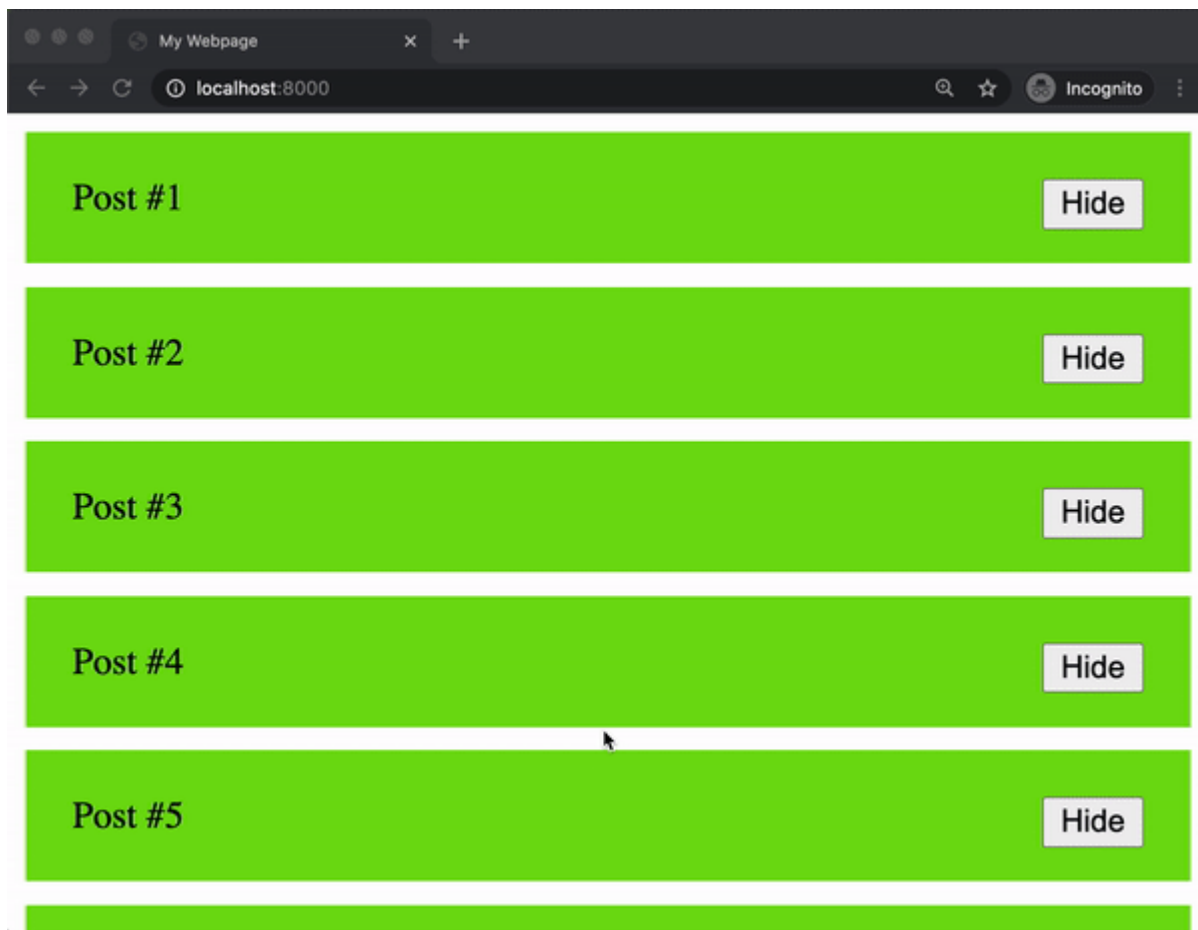 My Webpage
localhost:8000
Incognito
Post #1
Hide
Post #2
Hide
Post #3
Hide
Post #4
Hide
Post #5
Hide